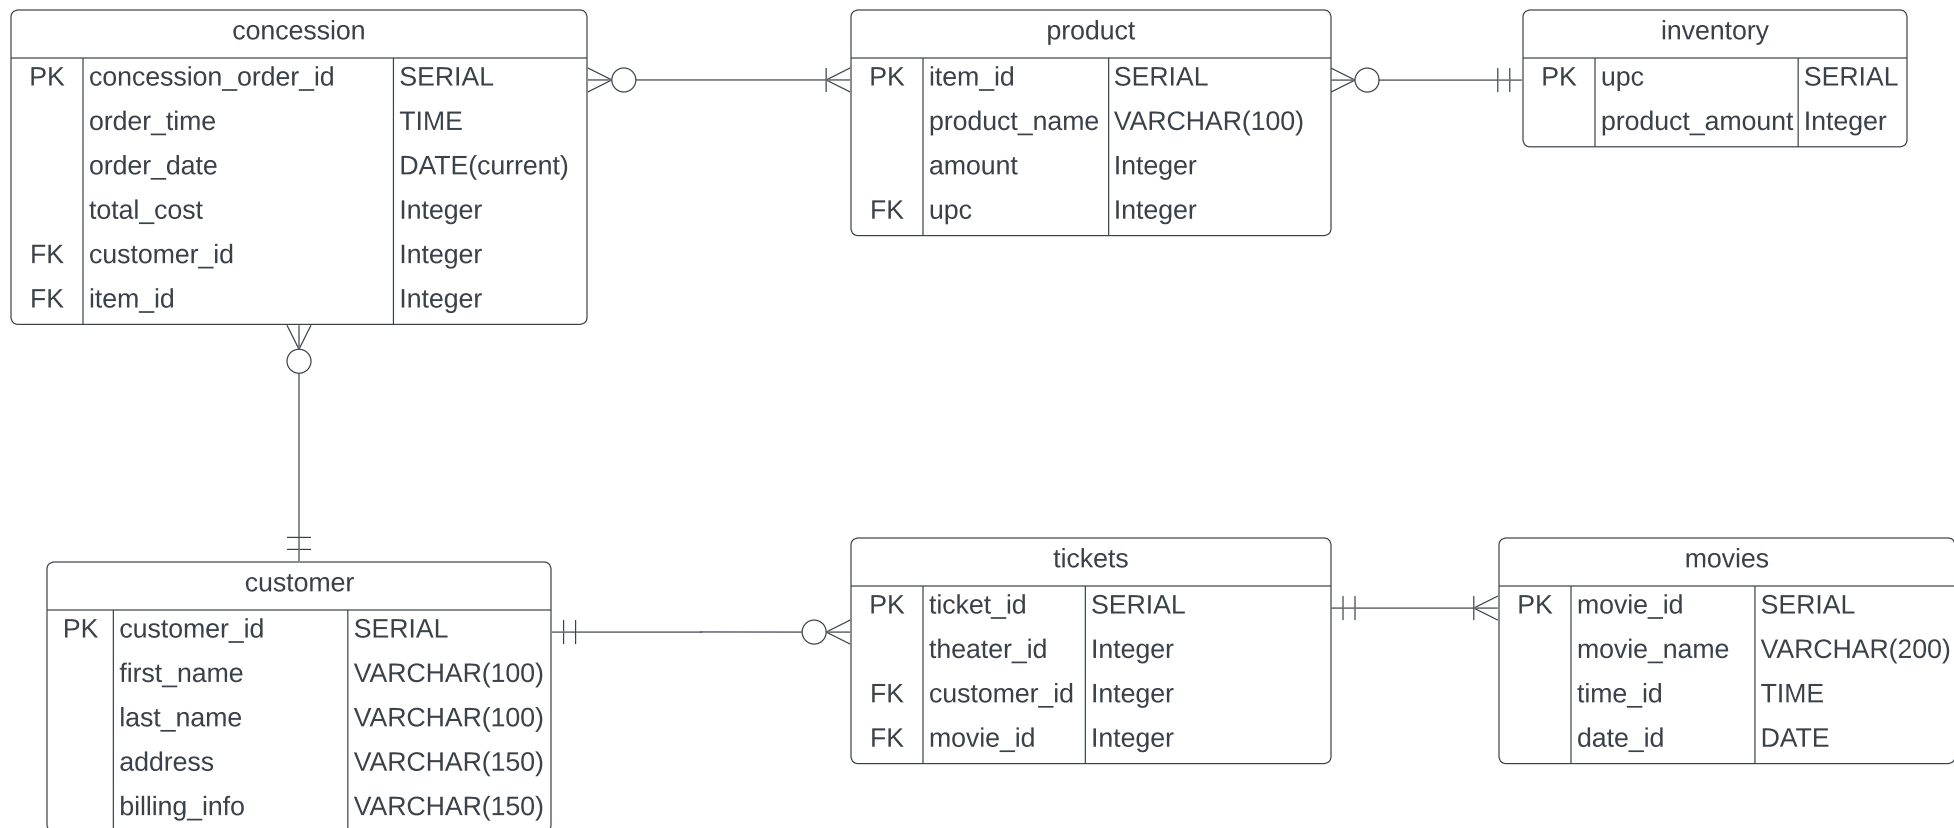 concession
PK concession_order_id SERIAL
order_time TIME
order_date DATE(current)
total_cost Integer
FK customer_id Integer
FK item_id Integer
product
PK item_id SERIAL
product_name VARCHAR(100)
amount Integer
FK upc Integer
inventory
PK upc SERIAL
product_amount Integer
customer
PK customer_id SERIAL
first_name VARCHAR(100)
last_name VARCHAR(100)
address VARCHAR(150)
billing_info VARCHAR(150)
tickets
PK ticket_id SERIAL
theater_id Integer
FK customer_id Integer
FK movie_id Integer
movies
PK movie_id SERIAL
movie_name VARCHAR(200)
time_id TIME
date_id DATE